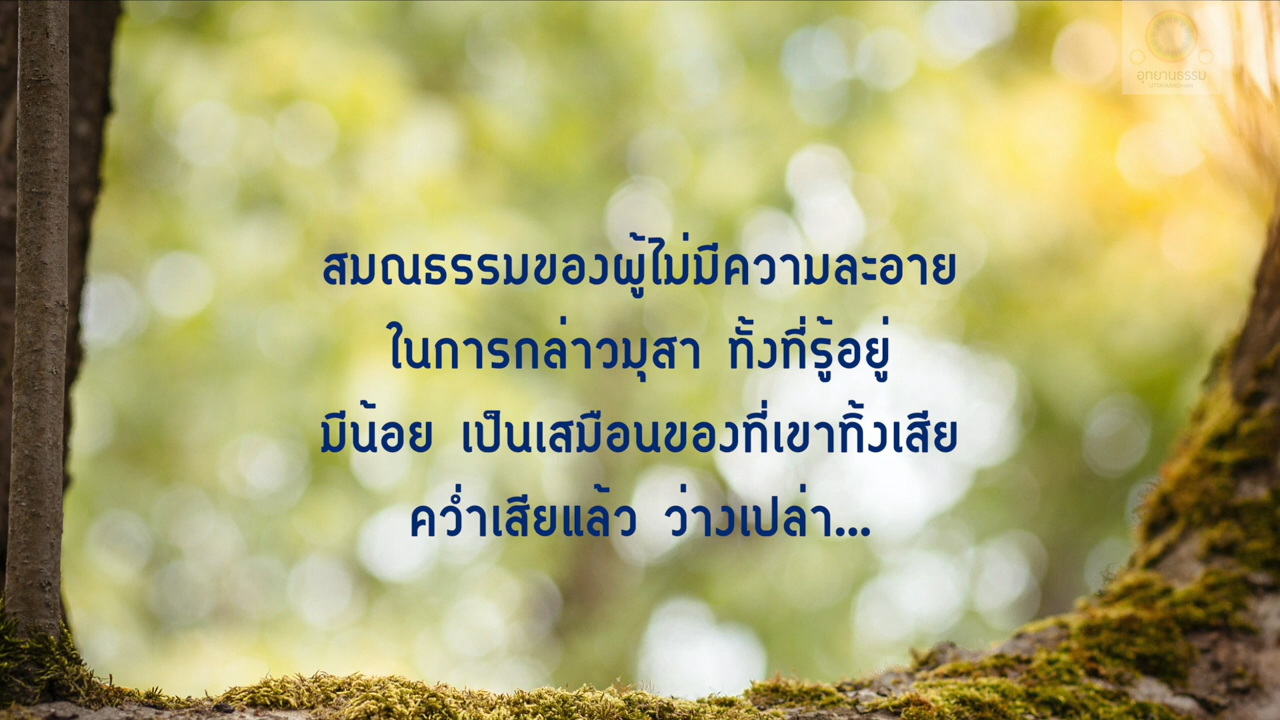 อุทยานธรรม
สมณธรรมของผู้ไม่มีความละอาย
ในการกล่าวมุสา ทั้งที่รู้อยู่
มีน้อย เป็นเสมือนของที่เขาทิ้งเสีย
คว่ำเสียแล้ว ว่างเปล่า...